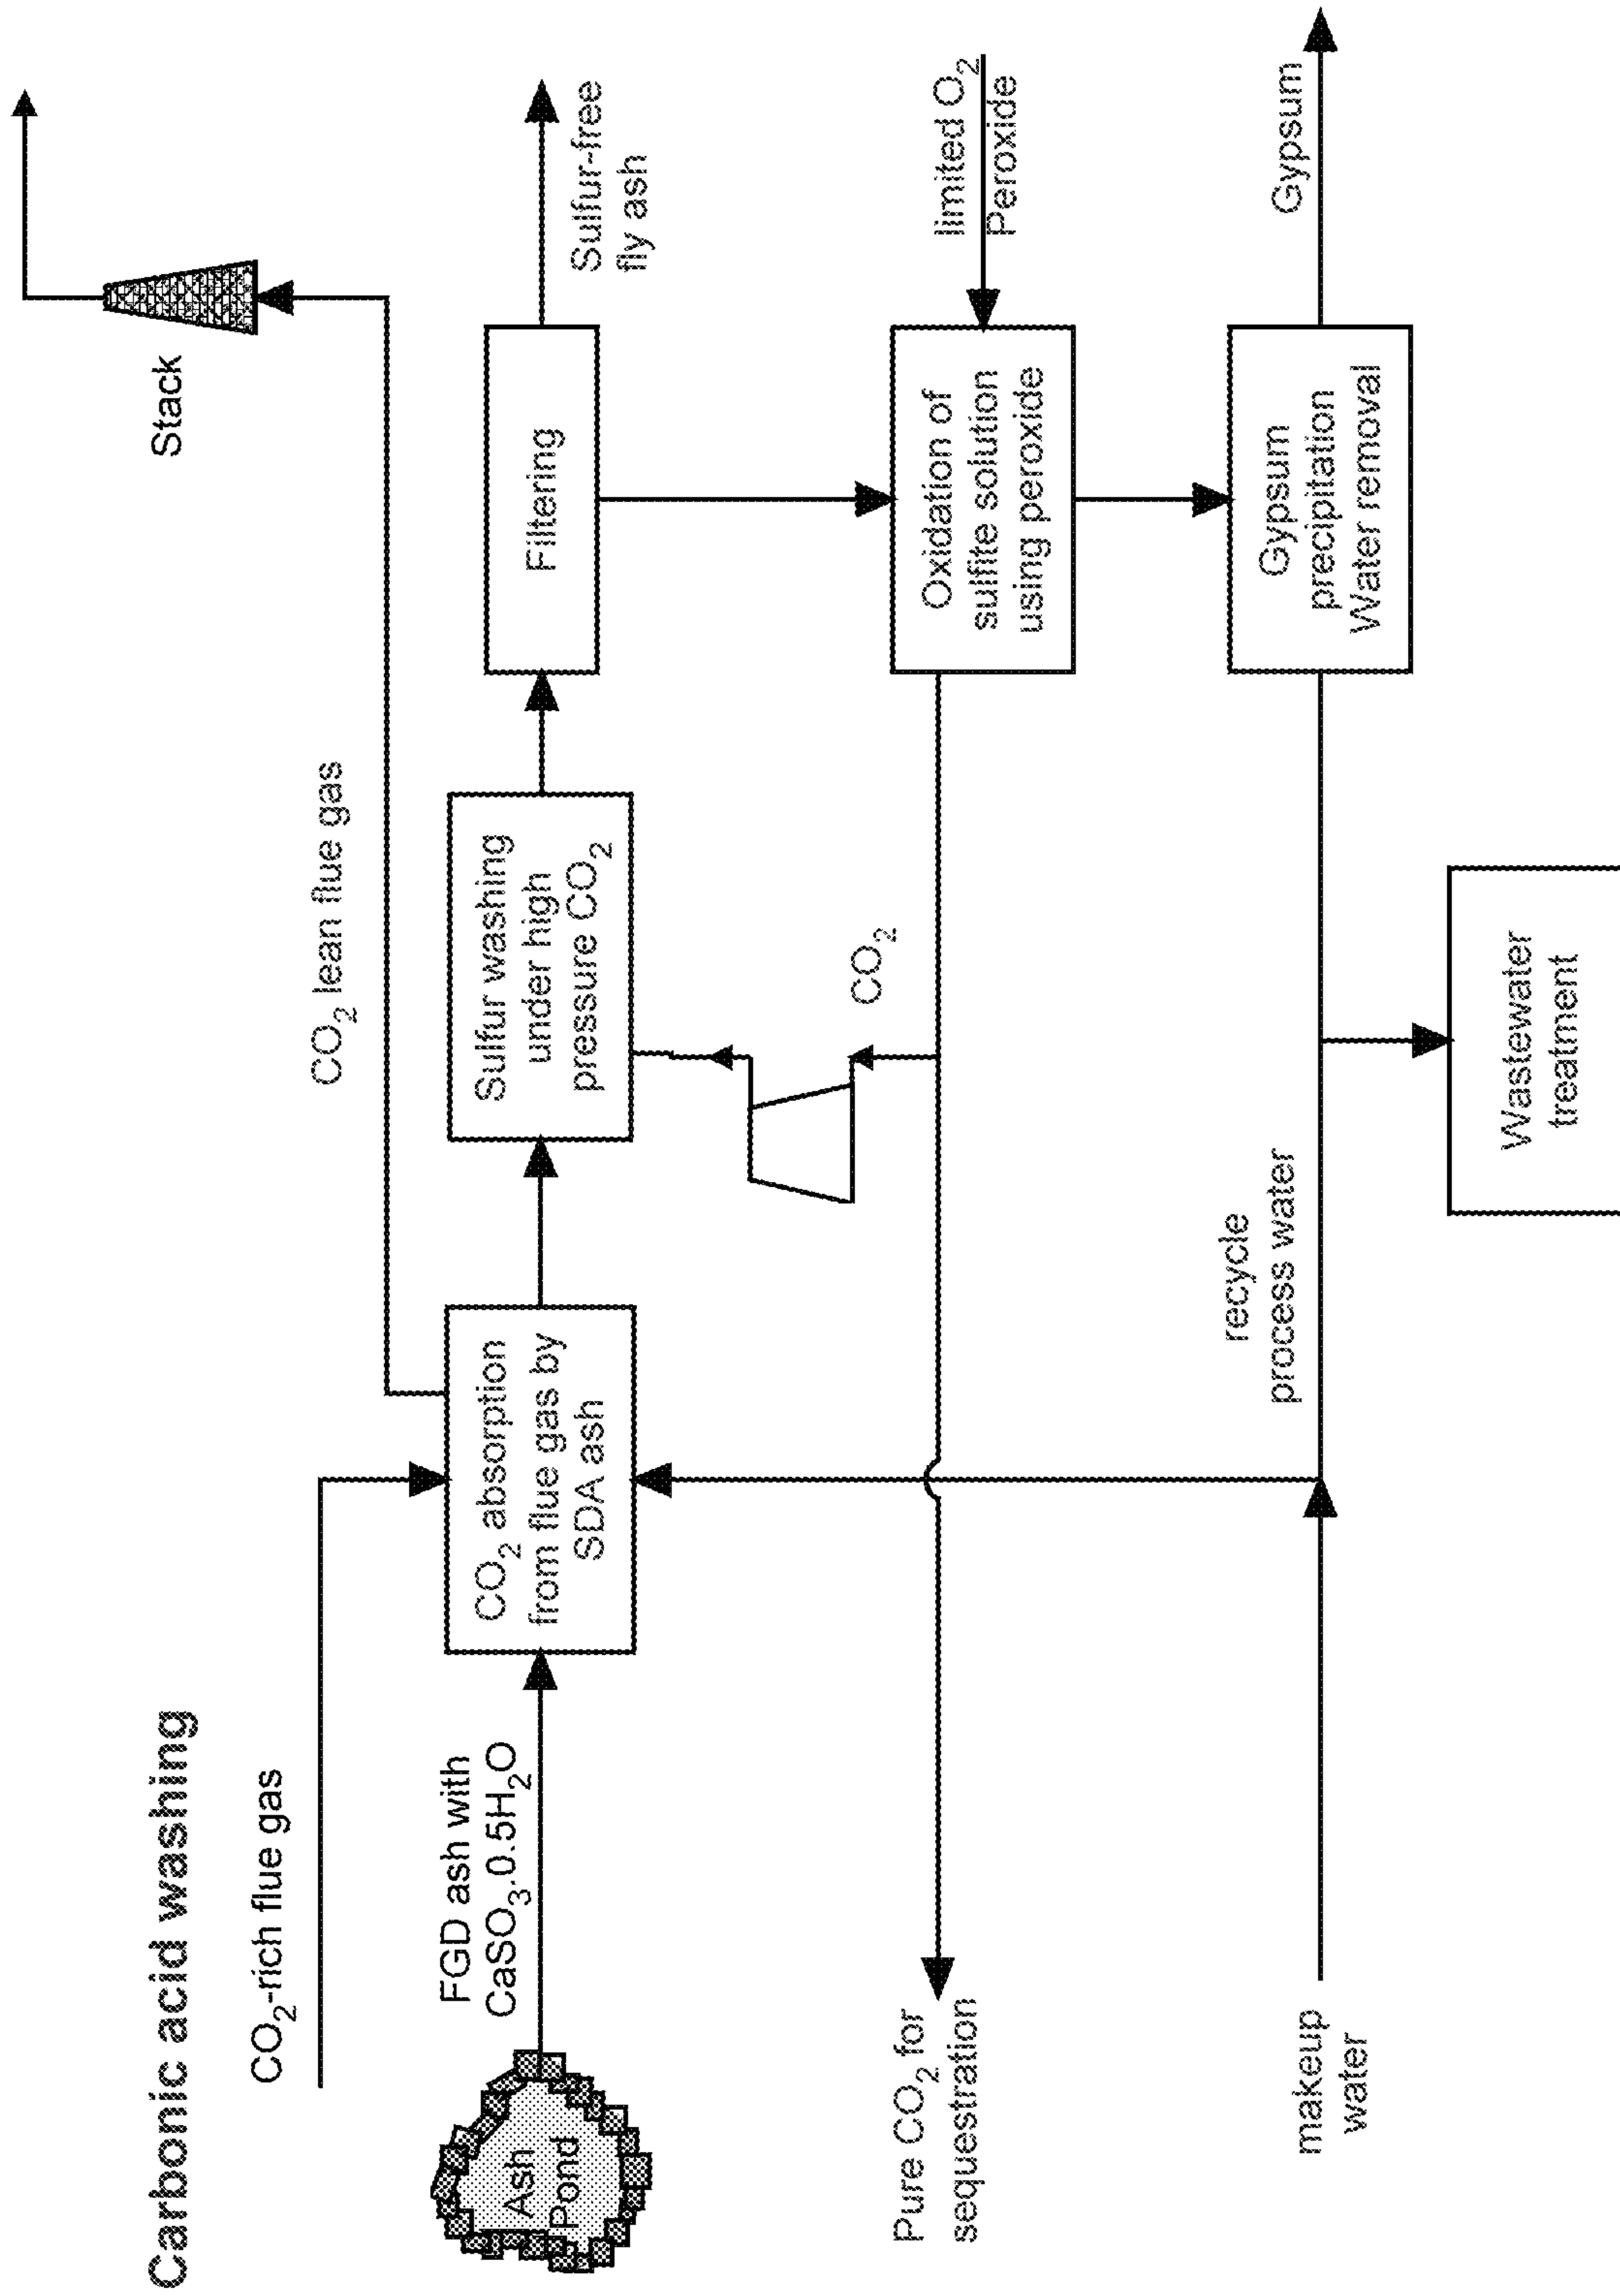 Carbonic acid washing
CO2-rich flue gas
CO2 lean flue gas
Stack
Ash
Pond
FGD ash with
CaSO3.0.5H2O
CO2 absorption
from flue gas by
SDA ash
Sulfur washing
under high
pressure CO2
Filtering
Sulfur-free
fly ash
CO2
Pure CO2 for
sequestration
Oxidation of
sulfite solution
using peroxide
limited O2
Peroxide
makeup
water
recycle
process water
Gypsum
precipitation
Water removal
Gypsum
Wastewater
treatment